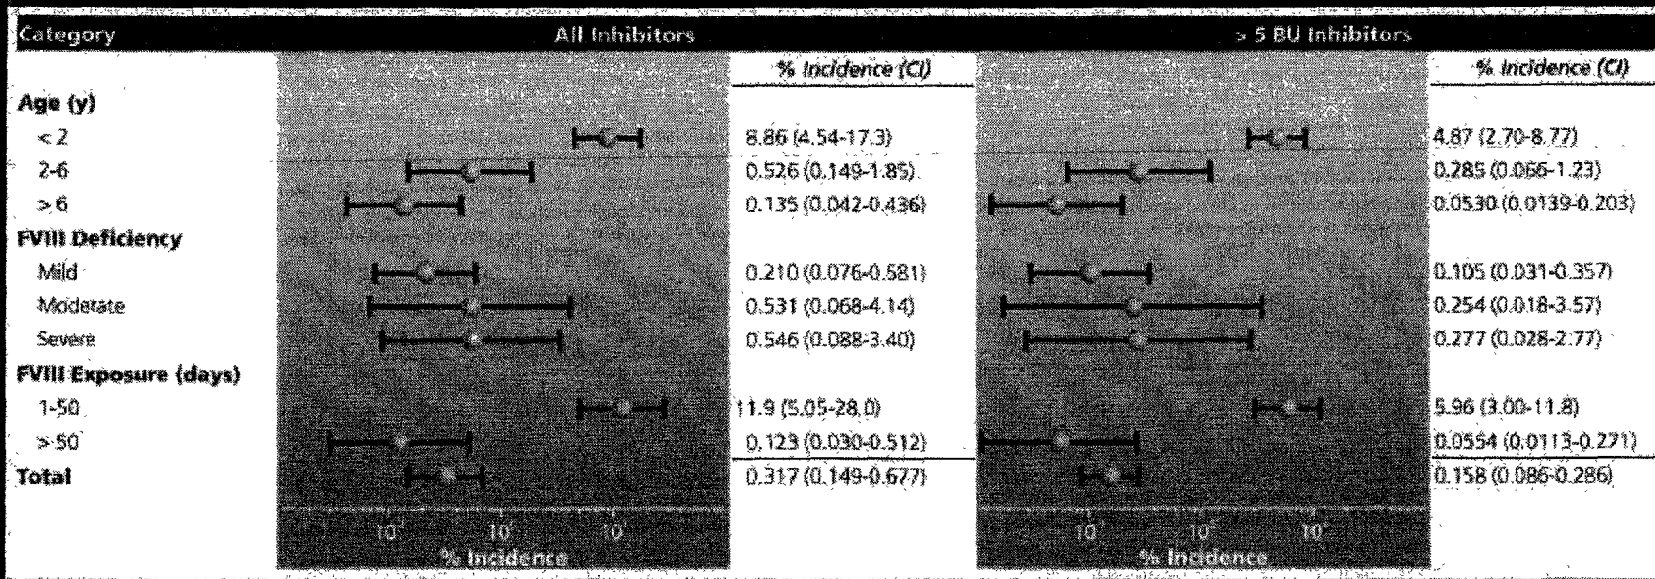 Category All Inhibitors > 5 BU Inhibitors
% Incidence (CI) % Incidence (CI)
Age (y)
< 2 8.86 (4.54-17.3) 4.87 (2.70-8.77)
2-6 0.526 (0.149-1.85) 0.285 (0.066-1.23)
> 6 0.135 (0.042-0.436) 0.0530 (0.0139-0.203)
FVIII Deficiency
Mild 0.210 (0.076-0.581) 0.105 (0.031-0.357)
Moderate 0.531 (0.068-4.14) 0.254 (0.018-3.57)
Severe 0.546 (0.088-3.40) 0.277 (0.028-2.77)
FVIII Exposure (days)
1-50 11.9 (5.05-28.0) 5.96 (3.00-11.8)
> 50 0.123 (0.030-0.512) 0.0554 (0.0113-0.271)
Total 0.317 (0.149-0.677) 0.158 (0.086-0.286)
10 10 10 10 10 10
% Incidence % Incidence